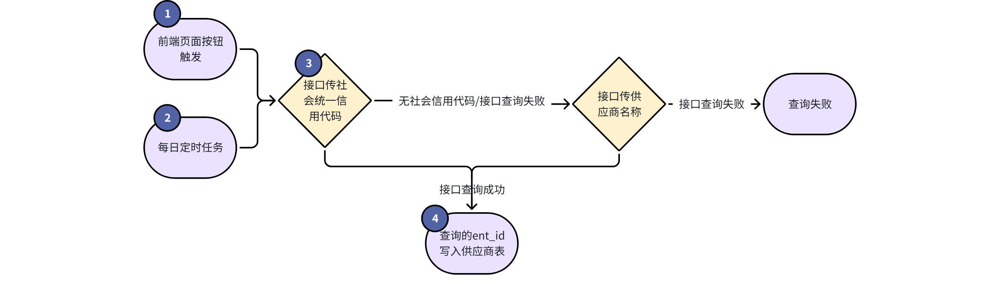 1
前端页面按钮
触发
2
每日定时任务
3
接口传社
会统一信
用代码
无社会信用代码/接口查询失败
接口传供
应商名称
接口查询失败
查询失败
接口查询成功
4
查询的ent_id
写入供应商表